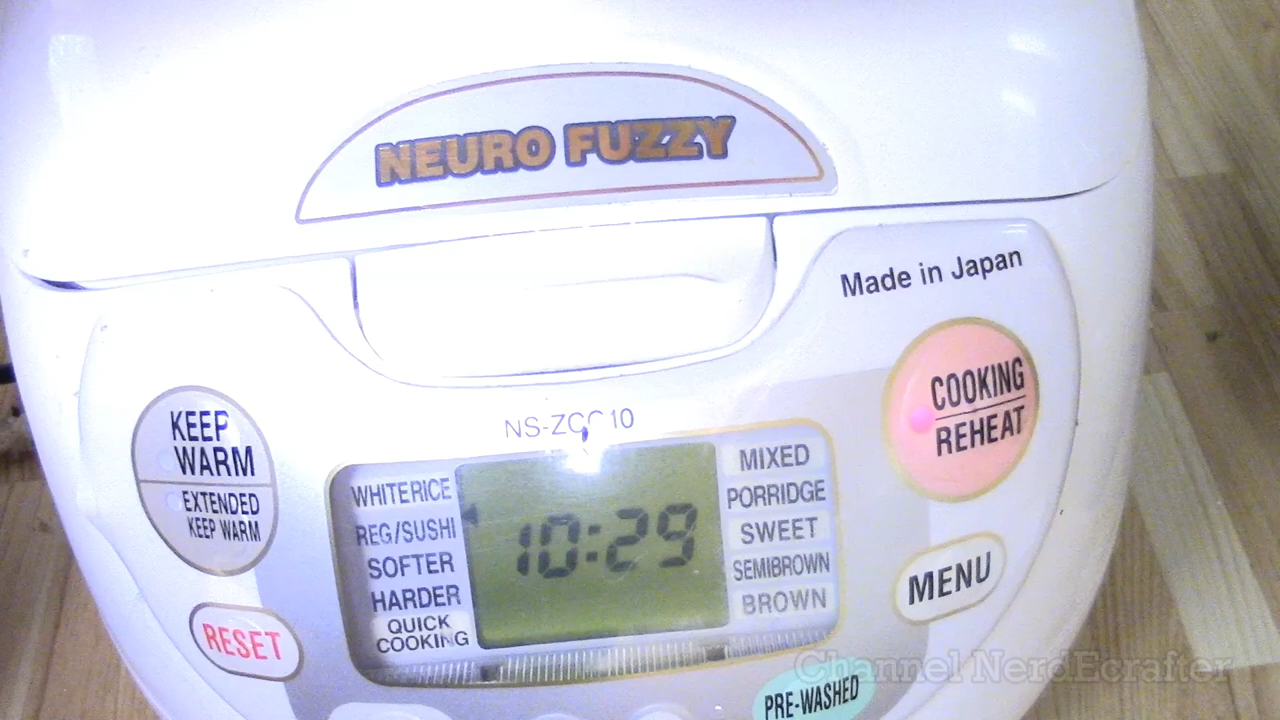 NEURO FUZZY
Made in Japan
KEEP
WARM
EXTENDED
KEEP WARM
RESET
WHITE RICE
REG/SUSHI
SOFTER
HARDER
QUICK
COOKING
10:29
MIXED
PORRIDGE
SWEET
SEMIBROWN
BROWN
COOKING
REHEAT
MENU
PRE-WASHED
Channel NerdEcrafter